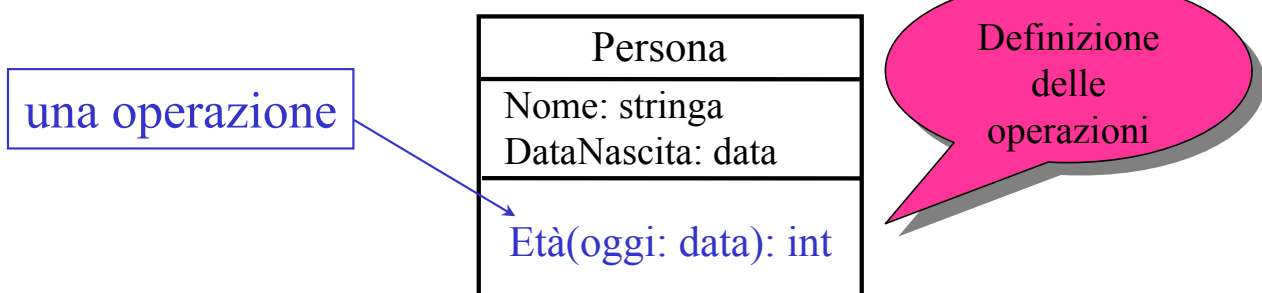 una operazione
Persona
Nome: stringa
DataNascita: data
Età(oggi: data): int
Definizione
delle
operazioni